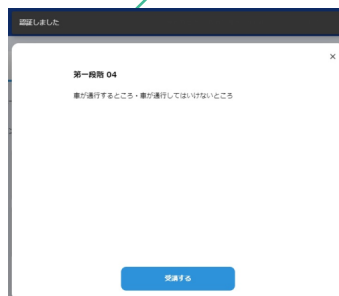 認証しました
×
第一段階 04
車が通行するところ・車が通行してはいけないところ
受講する